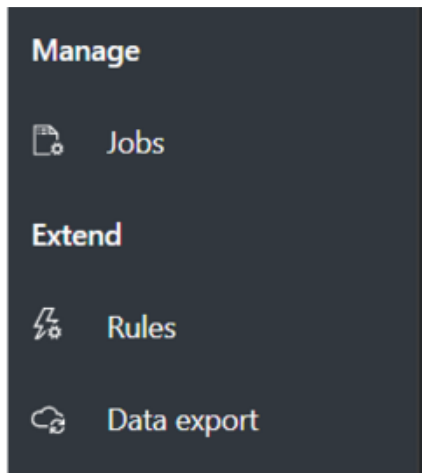 Manage
Jobs
Extend
Rules
Data export